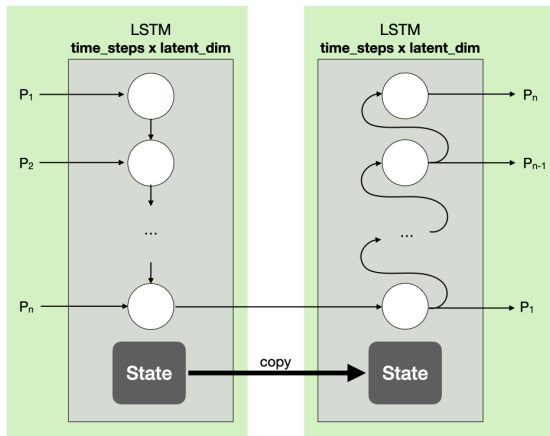 LSTM
time_steps x latent_dim
P₁
P₂
...
Pₙ
State
copy
LSTM
time_steps x latent_dim
Pₙ
Pₙ₋₁
...
P₁
State